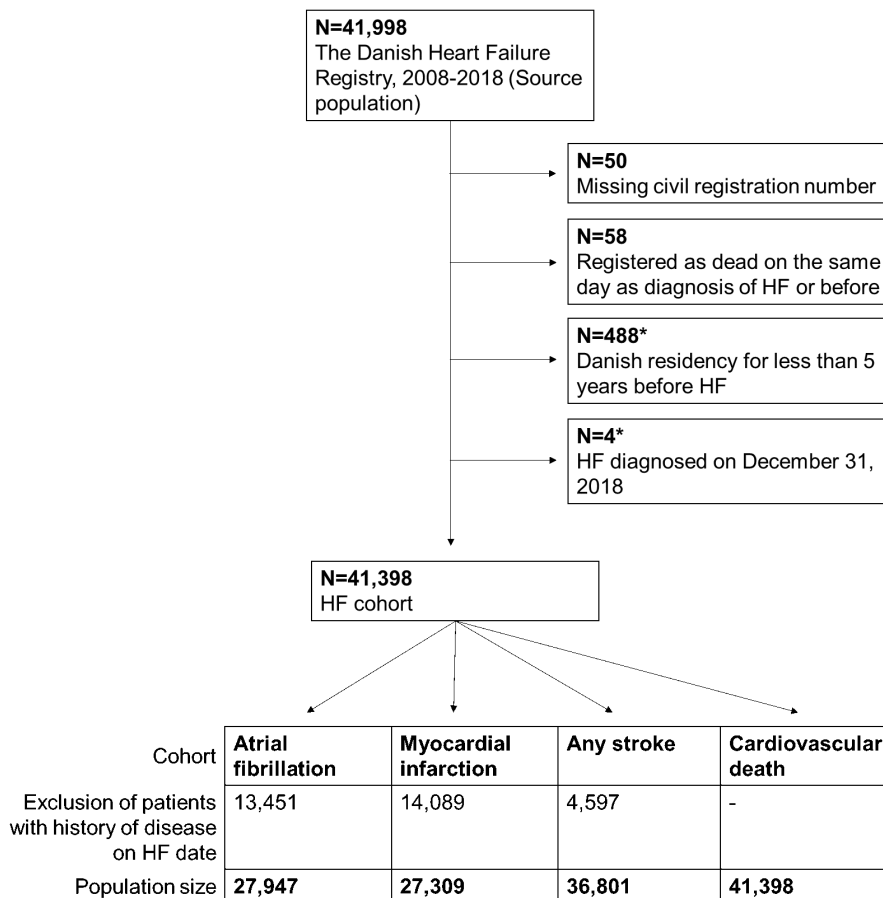 N=41,998
The Danish Heart Failure
Registry, 2008-2018 (Source
population)
N=50
Missing civil registration number
N=58
Registered as dead on the same
day as diagnosis of HF or before
N=488*
Danish residency for less than 5
years before HF
N=4*
HF diagnosed on December 31,
2018
N=41,398
HF cohort
Cohort
Atrial
fibrillation
Myocardial
infarction
Any stroke
Cardiovascular
death
Exclusion of patients
with history of disease
on HF date
13,451
14,089
4,597
-
Population size
27,947
27,309
36,801
41,398